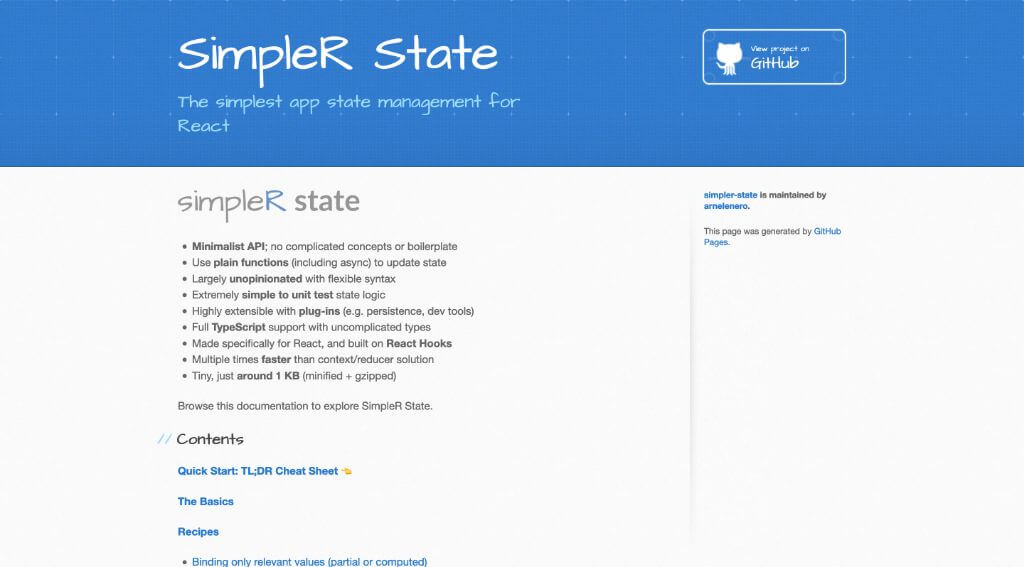 SimpleR State
The simplest app state management for
React
View project on
GitHub
simpleR state
Minimalist API; no complicated concepts or boilerplate
Use plain functions (including async) to update state
Largely unopinionated with flexible syntax
Extremely simple to unit test state logic
Highly extensible with plug-ins (e.g. persistence, dev tools)
Full TypeScript support with uncomplicated types
Made specifically for React, and built on React Hooks
Multiple times faster than context/reducer solution
Tiny, just around 1 KB (minified + gzipped)
Browse this documentation to explore SimpleR State.
// Contents
Quick Start: TL;DR Cheat Sheet 👈
The Basics
Recipes
Binding only relevant values (partial or computed)
simpler-state is maintained by
arnelenero.
This page was generated by GitHub
Pages.